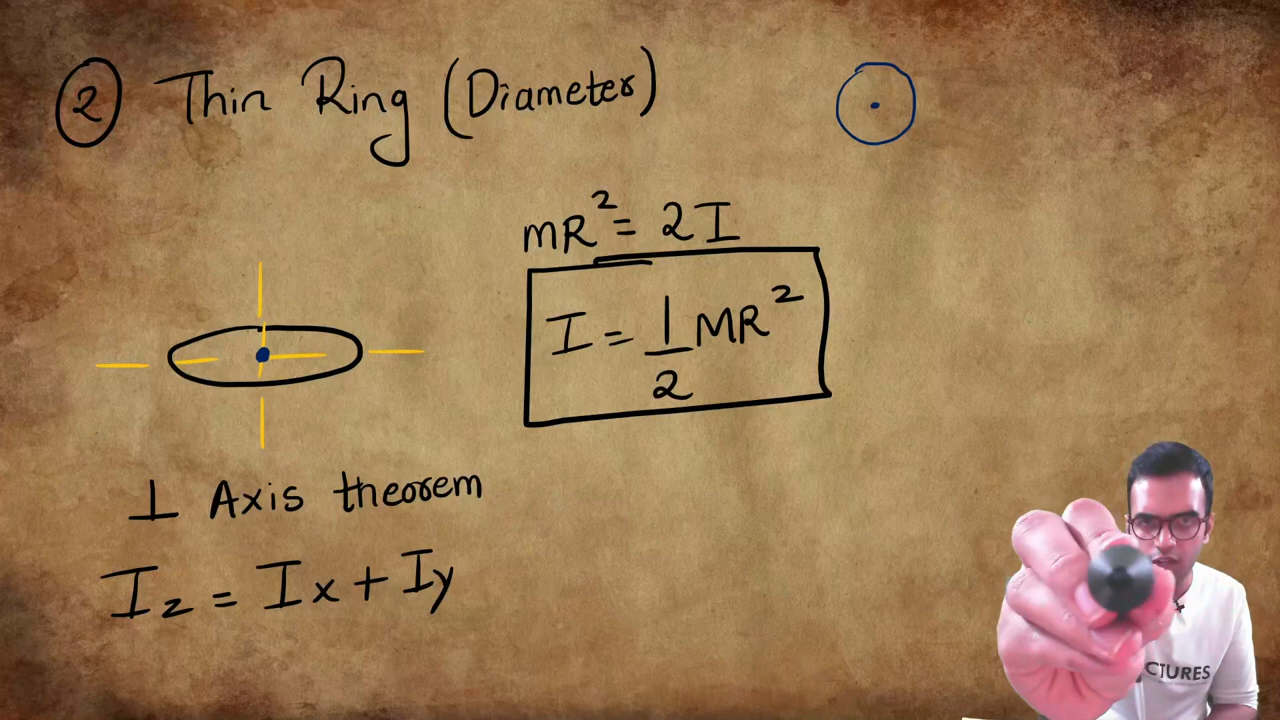 ② Thin Ring (Diameter)
mR² = 2I
I = 1/2 MR²
⊥ Axis theorem
Iz = Ix + Iy
CTURES